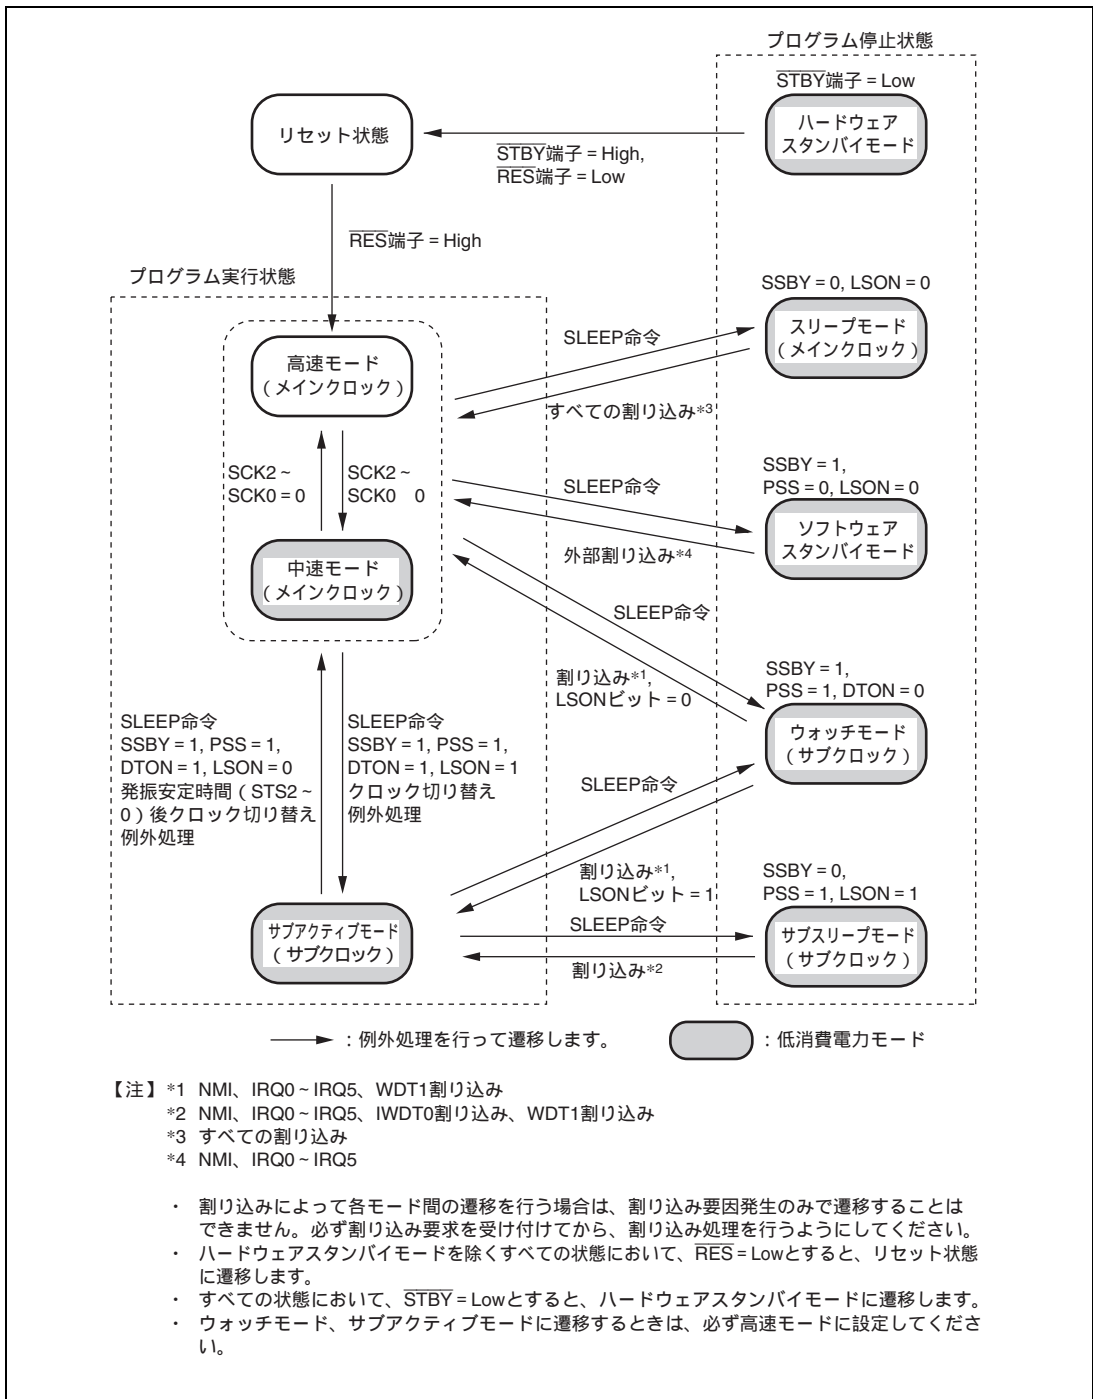 プログラム停止状態
STBY端子 = Low
ハードウェア
スタンバイモード
リセット状態
STBY端子 = High,
RES端子 = Low
RES端子 = High
プログラム実行状態
SSBY = 0, LSON = 0
スリープモード
（メインクロック）
SLEEP命令
すべての割り込み*3
高速モード
（メインクロック）
SCK2～
SCK0 = 0
SCK2～
SCK0 0
中速モード
（メインクロック）
SSBY = 1,
PSS = 0, LSON = 0
ソフトウェア
スタンバイモード
SLEEP命令
外部割り込み*4
SLEEP命令
割り込み*1,
LSONビット = 0
SSBY = 1,
PSS = 1, DTON = 0
ウォッチモード
（サブクロック）
SLEEP命令
SSBY = 1, PSS = 1,
DTON = 1, LSON = 0
発振安定時間（STS2～
0）後クロック切り替え
例外処理
SLEEP命令
SSBY = 1, PSS = 1,
DTON = 1, LSON = 1
クロック切り替え
例外処理
SLEEP命令
割り込み*1,
LSONビット = 1
SSBY = 0,
PSS = 1, LSON = 1
サブスリープモード
（サブクロック）
SLEEP命令
割り込み*2
サブアクティブモード
（サブクロック）
：例外処理を行って遷移します。
：低消費電力モード
【注】*1 NMI、IRQ0～IRQ5、WDT1割り込み
*2 NMI、IRQ0～IRQ5、IWDT0割り込み、WDT1割り込み
*3 すべての割り込み
*4 NMI、IRQ0～IRQ5
・ 割り込みによって各モード間の遷移を行う場合は、割り込み要因発生のみで遷移することは
できません。必ず割り込み要求を受け付けてから、割り込み処理を行うようにしてください。
・ ハードウェアスタンバイモードを除くすべての状態において、RES = Lowとすると、リセット状態
に遷移します。
・ すべての状態において、STBY = Lowとすると、ハードウェアスタンバイモードに遷移します。
・ ウォッチモード、サブアクティブモードに遷移するときは、必ず高速モードに設定してくださ
い。